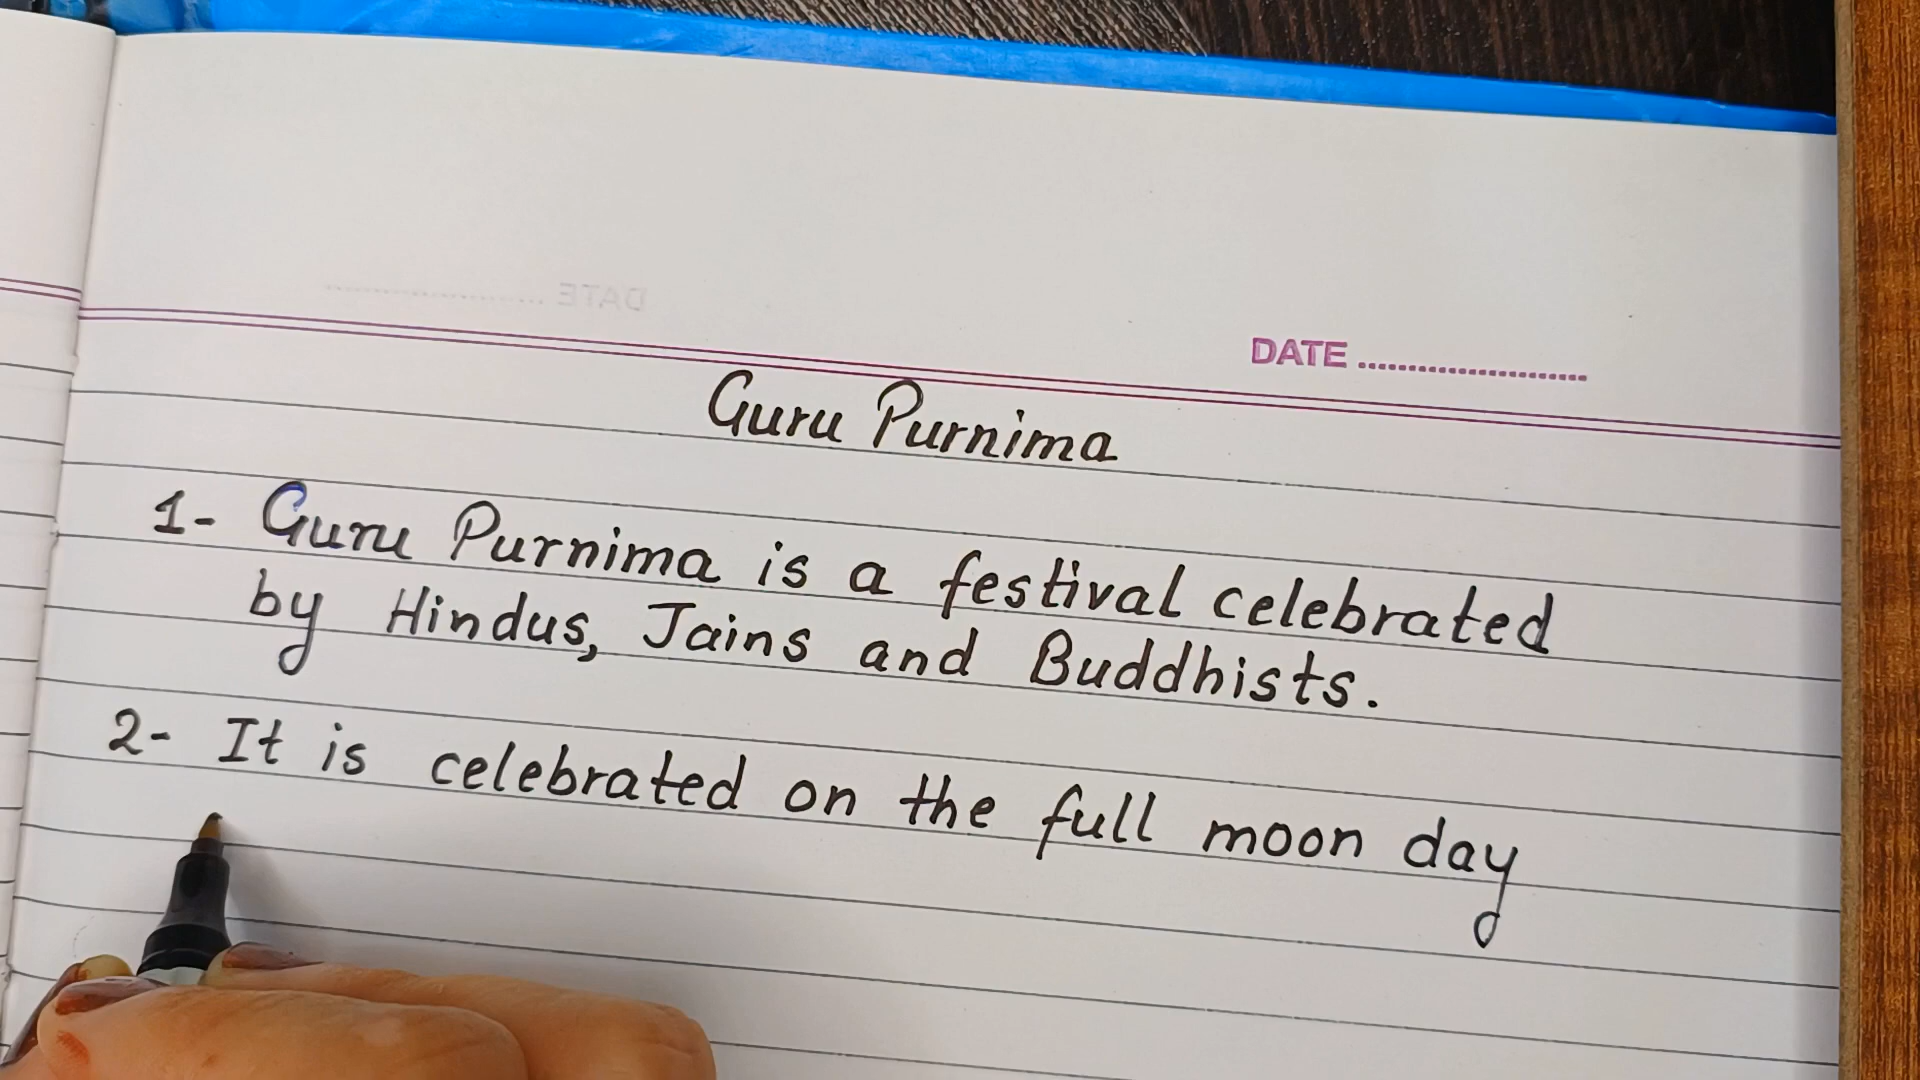 DATE ........................
Guru Purnima
1- Guru Purnima is a festival celebrated
by Hindus, Jains and Buddhists.
2- It is celebrated on the full moon day